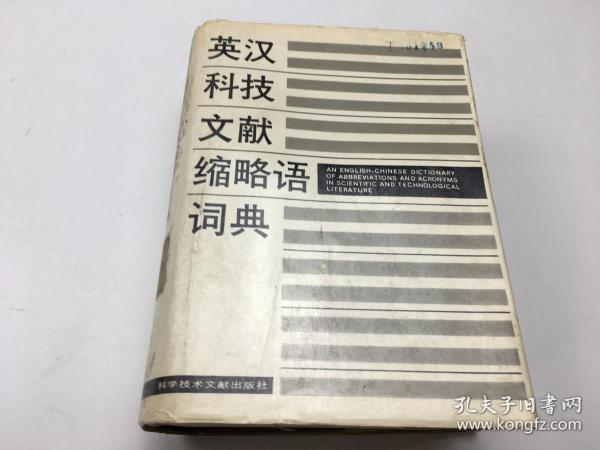 英汉
科技
文献
缩略语
词典
AN ENGLISH-CHINESE DICTIONARY
OF ABBREVIATIONS AND ACRONYMS
IN SCIENTIFIC AND TECHNOLOGICAL
LITERATURE
科学技术文献出版社
孔夫子旧书网
www.kongfz.com